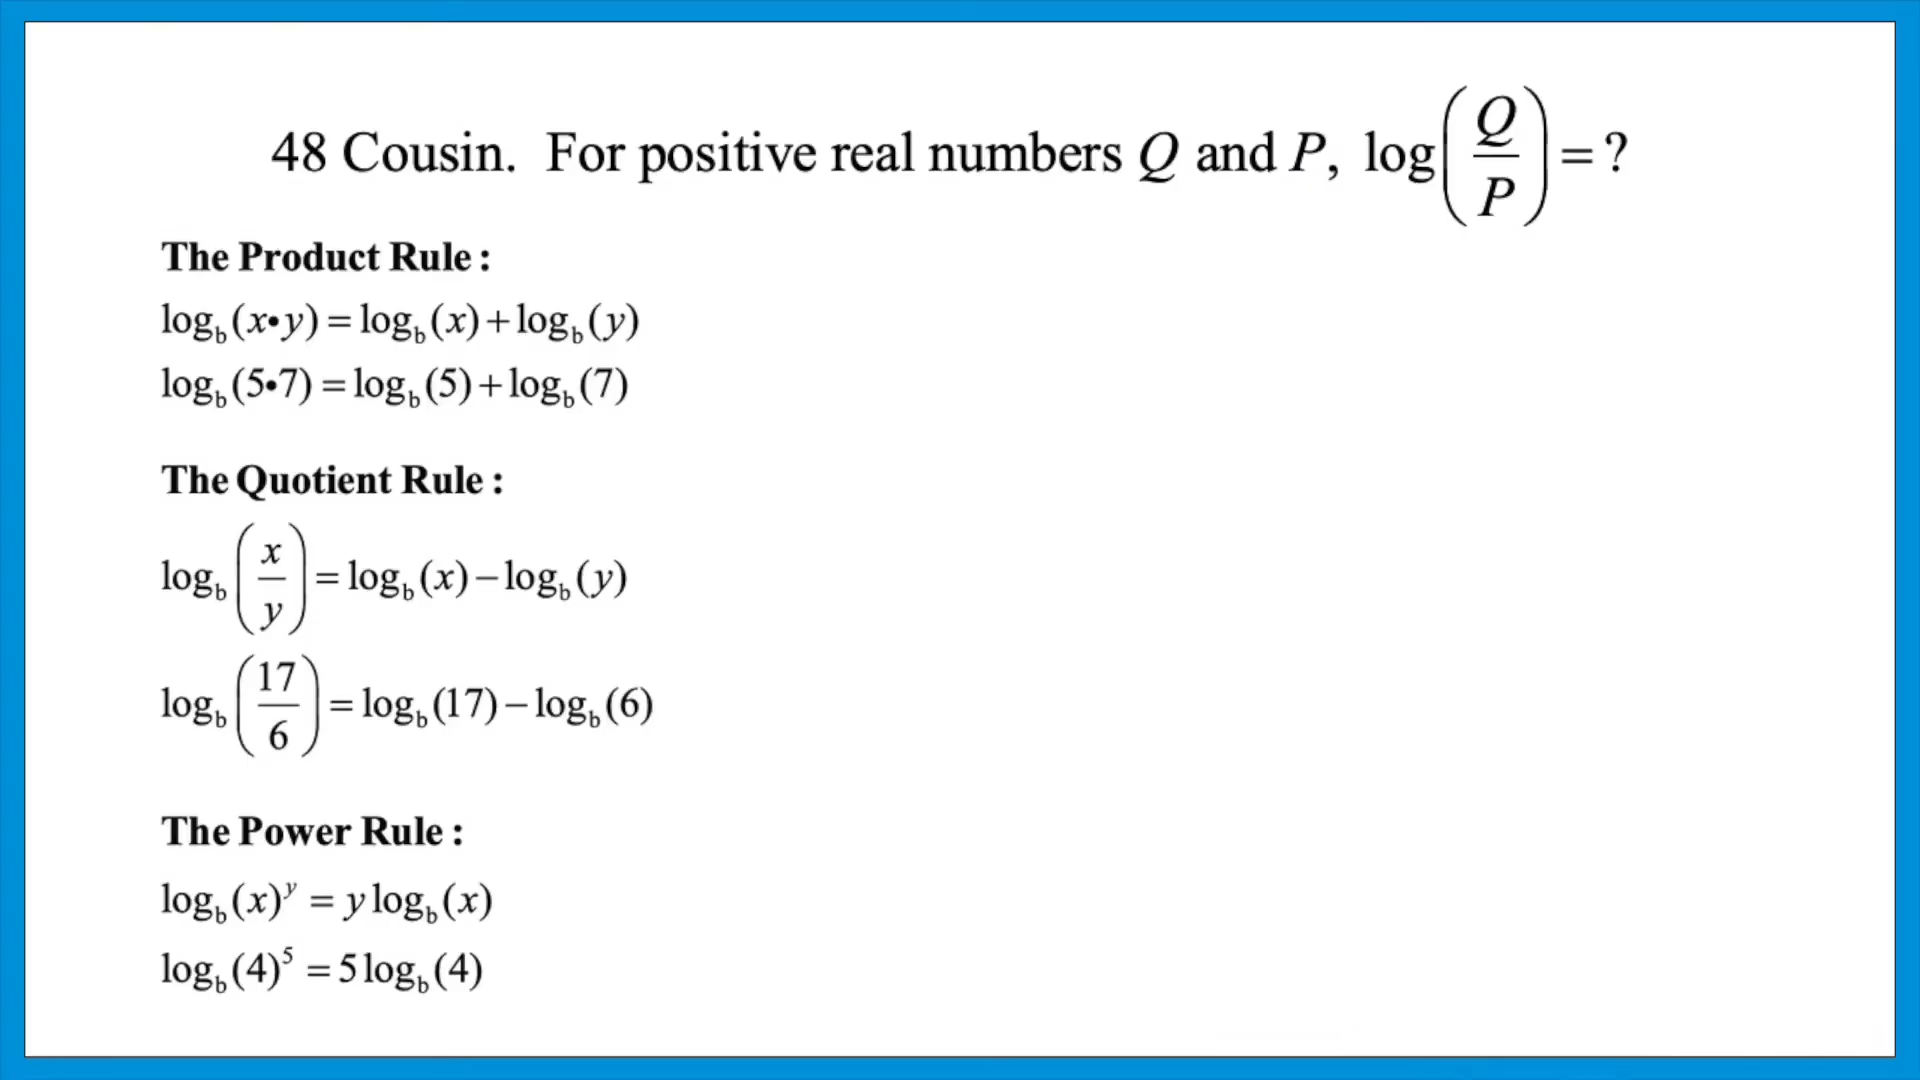 48 Cousin. For positive real numbers Q and P, log(Q/P) = ?
The Product Rule :
log_b(x•y) = log_b(x) + log_b(y)
log_b(5•7) = log_b(5) + log_b(7)
The Quotient Rule :
log_b(x/y) = log_b(x) − log_b(y)
log_b(17/6) = log_b(17) − log_b(6)
The Power Rule :
log_b(x)^y = y log_b(x)
log_b(4)^5 = 5 log_b(4)